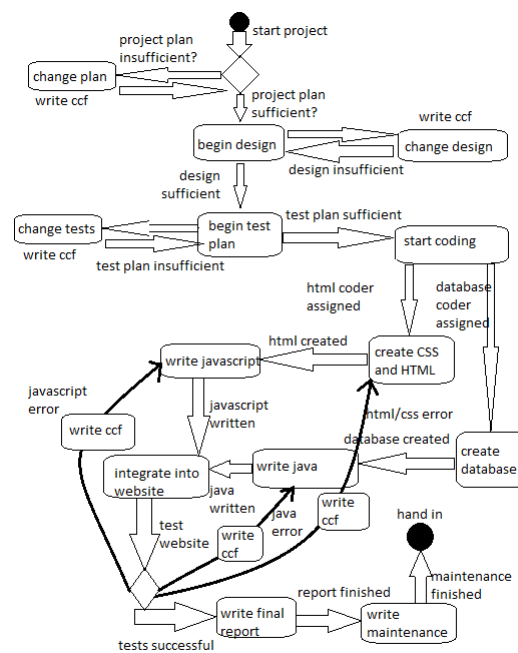 start project
project plan
insufficient?
change plan
write ccf
project plan
sufficient?
write ccf
begin design
change design
design insufficient
design
sufficient
change tests
begin test
plan
test plan sufficient
start coding
write ccf
test plan insufficient
html coder
assigned
database
coder
assigned
html created
write javascript
create CSS
and HTML
javascript
error
write ccf
javascript
written
html/css error
database created
create
database
integrate into
website
write java
java
written
java
error
write
ccf
write
ccf
test
website
hand in
report finished
maintenance
finished
write final
report
write
maintenance
tests successful